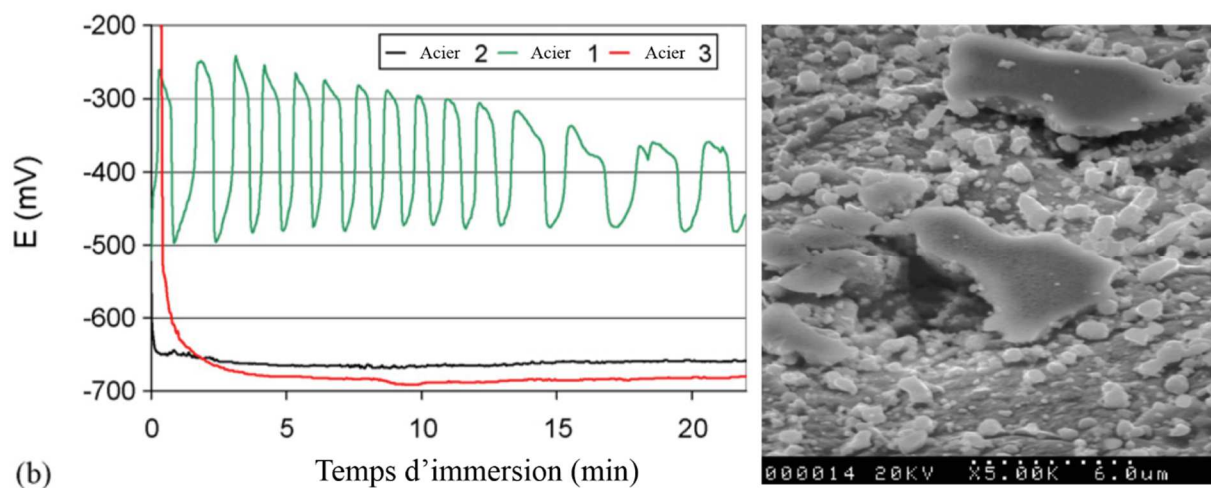 -200
-300
-400
-500
-600
-700
E (mV)
Acier 2
Acier 1
Acier 3
0
5
10
15
20
Temps d’immersion (min)
(b)
000014 20KV X5.00K 6.0um